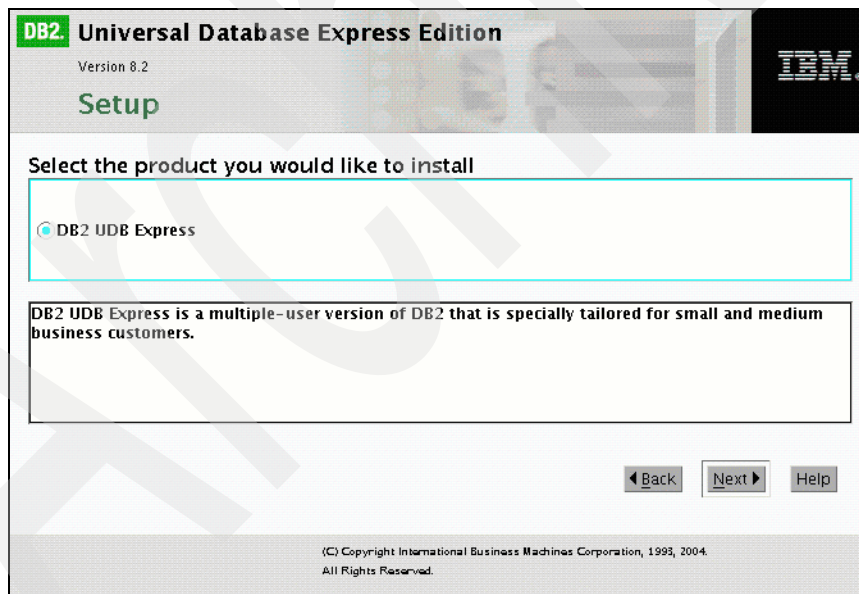 DB2. Universal Database Express Edition
Version 8.2
IBM.
Setup
Select the product you would like to install
DB2 UDB Express
DB2 UDB Express is a multiple-user version of DB2 that is specially tailored for small and medium
business customers.
Back
Next
Help
(C) Copyright International Business Machines Corporation, 1993, 2004.
All Rights Reserved.